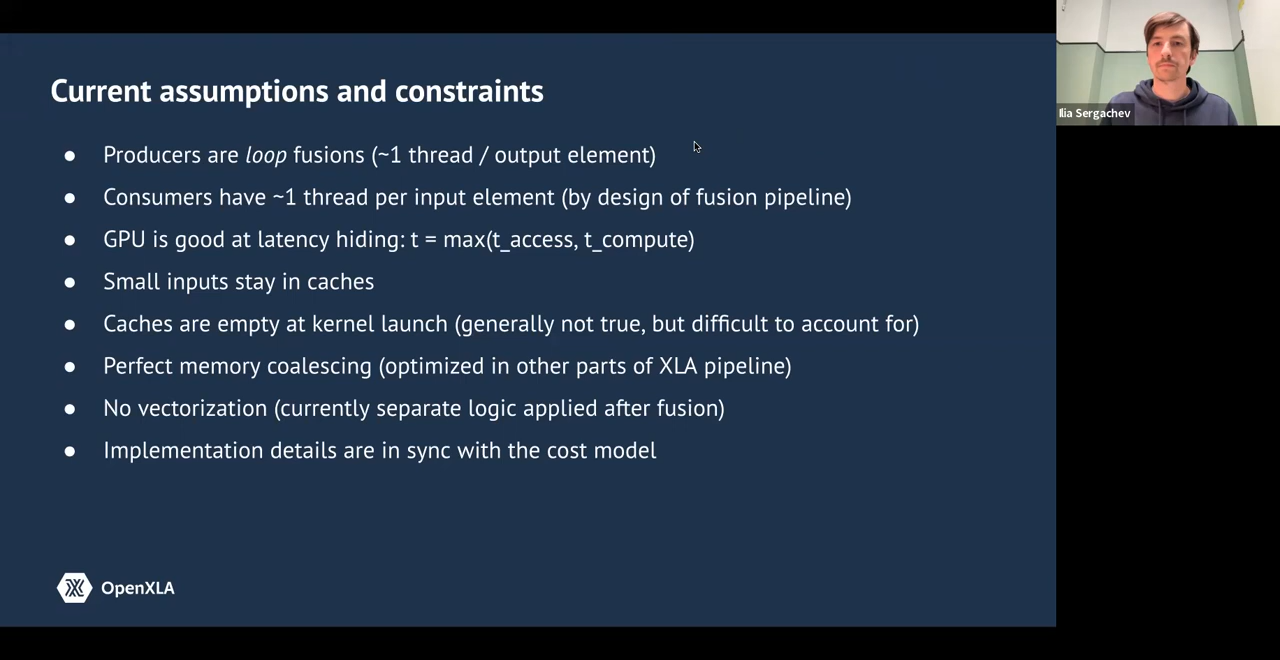 Current assumptions and constraints
● Producers are loop fusions (~1 thread / output element)
● Consumers have ~1 thread per input element (by design of fusion pipeline)
● GPU is good at latency hiding: t = max(t_access, t_compute)
● Small inputs stay in caches
● Caches are empty at kernel launch (generally not true, but difficult to account for)
● Perfect memory coalescing (optimized in other parts of XLA pipeline)
● No vectorization (currently separate logic applied after fusion)
● Implementation details are in sync with the cost model
OpenXLA
Ilia Sergachev